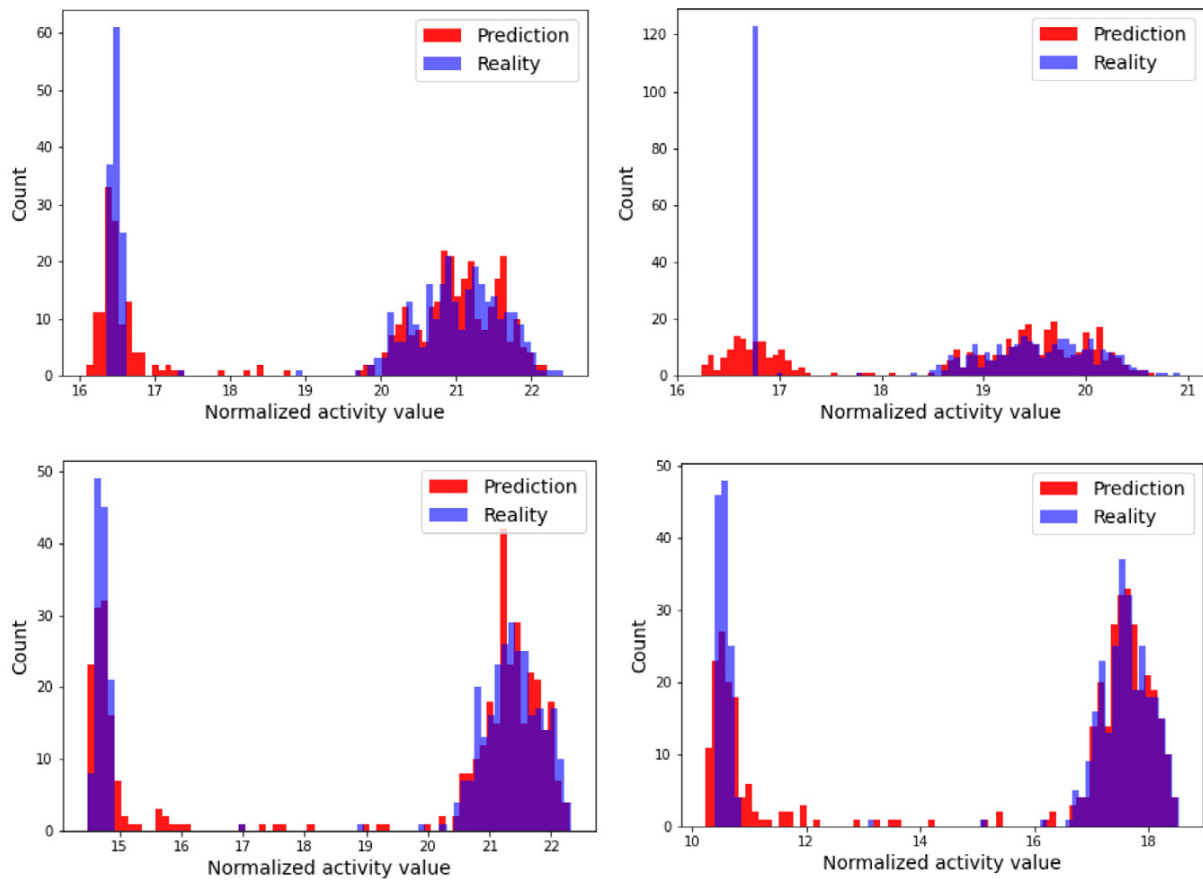 60
50
40
30
20
10
0
Count
16 17 18 19 20 21 22
Normalized activity value
Prediction
Reality
120
100
80
60
40
20
0
Count
16 17 18 19 20 21
Normalized activity value
Prediction
Reality
50
40
30
20
10
0
Count
15 16 17 18 19 20 21 22
Normalized activity value
Prediction
Reality
50
40
30
20
10
0
Count
10 12 14 16 18
Normalized activity value
Prediction
Reality